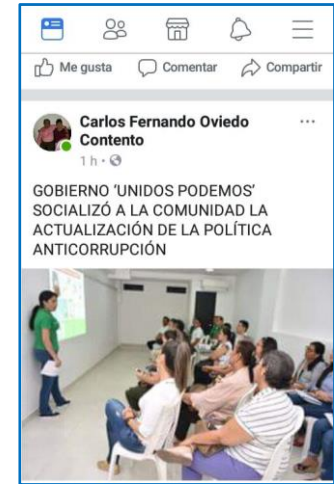 Me gusta Comentar Compartir
Carlos Fernando Oviedo
Contento
1 h
GOBIERNO ‘UNIDOS PODEMOS’
SOCIALIZÓ A LA COMUNIDAD LA
ACTUALIZACIÓN DE LA POLÍTICA
ANTICORRUPCIÓN